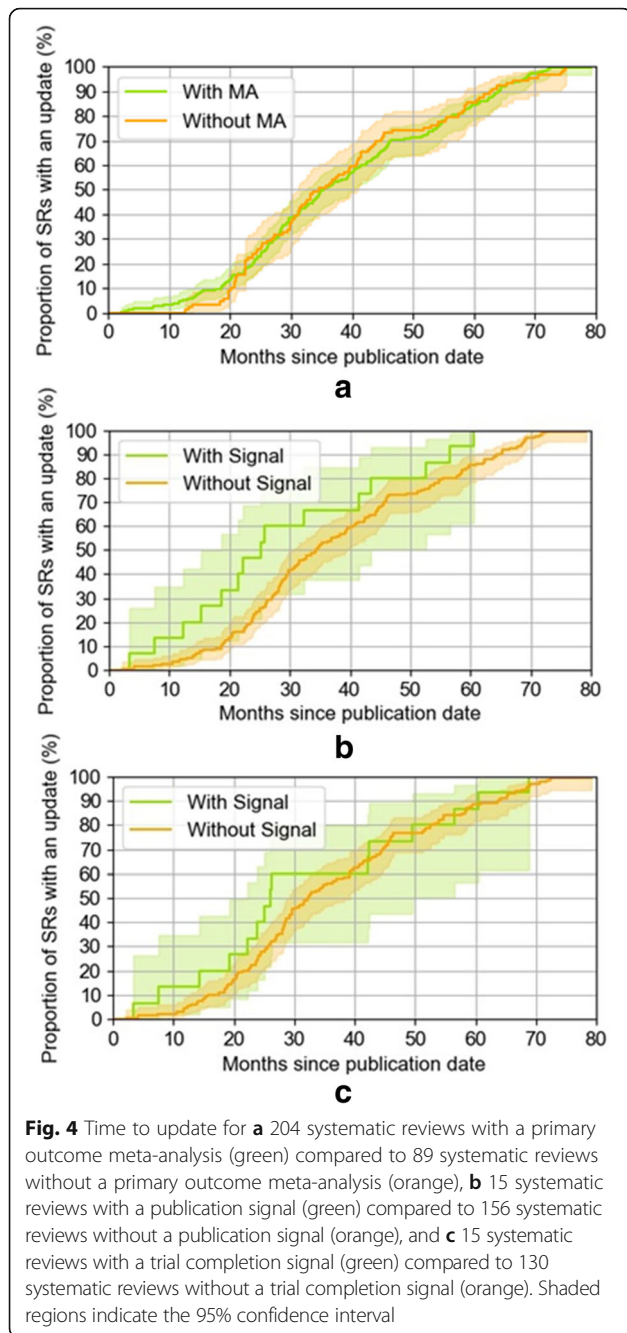 Proportion of SRs with an update (%)
100
90
80
70
60
50
40
30
20
10
0
With MA
Without MA
0 10 20 30 40 50 60 70 80
Months since publication date
a
Proportion of SRs with an update (%)
100
90
80
70
60
50
40
30
20
10
0
With Signal
Without Signal
0 10 20 30 40 50 60 70 80
Months since publication date
b
Proportion of SRs with an update (%)
100
90
80
70
60
50
40
30
20
10
0
With Signal
Without Signal
0 10 20 30 40 50 60 70 80
Months since publication date
c
Fig. 4 Time to update for a 204 systematic reviews with a primary
outcome meta-analysis (green) compared to 89 systematic reviews
without a primary outcome meta-analysis (orange), b 15 systematic
reviews with a publication signal (green) compared to 156 systematic
reviews without a publication signal (orange), and c 15 systematic
reviews with a trial completion signal (green) compared to 130
systematic reviews without a trial completion signal (orange). Shaded
regions indicate the 95% confidence interval